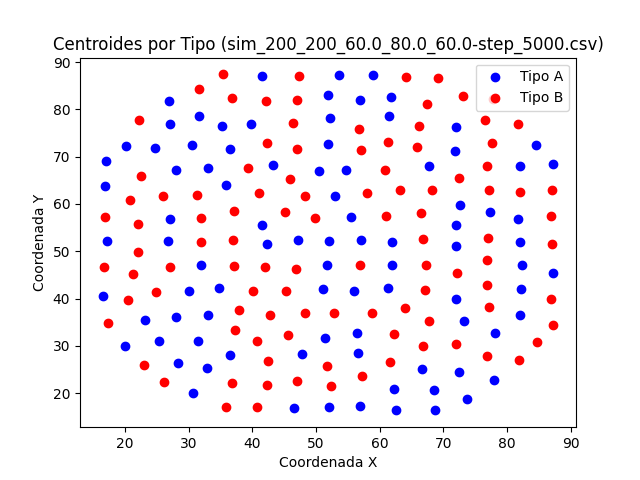 Centroides por Tipo (sim_200_200_60.0_80.0_60.0-step_5000.csv)
Tipo A
Tipo B
90
80
70
60
50
40
30
20
Coordenada Y
20 30 40 50 60 70 80 90
Coordenada X